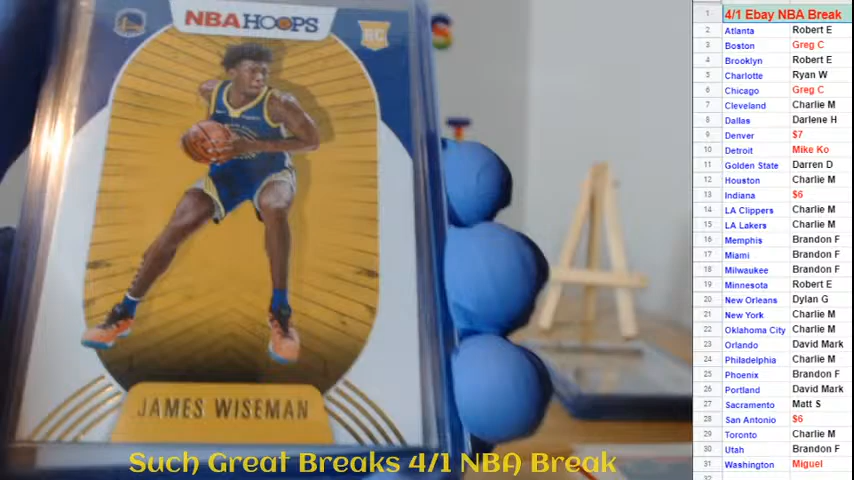 NBA HOOPS
RC
JAMES WISEMAN
Such Great Breaks 4/1 NBA Break
1 4/1 Ebay NBA Break
2 Atlanta Robert E
3 Boston Greg C
4 Brooklyn Robert E
5 Charlotte Ryan W
6 Chicago Greg C
7 Cleveland Charlie M
8 Dallas Darlene H
9 Denver $7
10 Detroit Mike Ko
11 Golden State Darren D
12 Houston Charlie M
13 Indiana $6
14 LA Clippers Charlie M
15 LA Lakers Charlie M
16 Memphis Brandon F
17 Miami Brandon F
18 Milwaukee Brandon F
19 Minnesota Robert E
20 New Orleans Dylan G
21 New York Charlie M
22 Oklahoma City Charlie M
23 Orlando David Mark
24 Philadelphia Charlie M
25 Phoenix Brandon F
26 Portland David Mark
27 Sacramento Matt S
28 San Antonio $6
29 Toronto Charlie M
30 Utah Brandon F
31 Washington Miguel
32